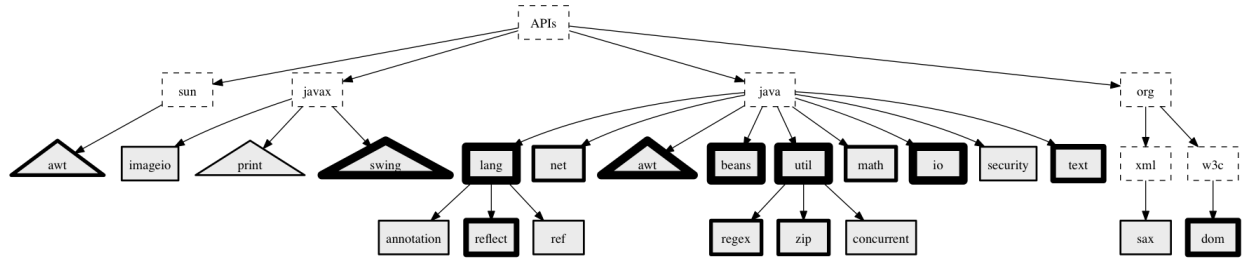 APIs
sun
javax
java
org
awt
imageio
print
swing
lang
net
awt
beans
util
math
io
security
text
xml
w3c
annotation
reflect
ref
regex
zip
concurrent
sax
dom